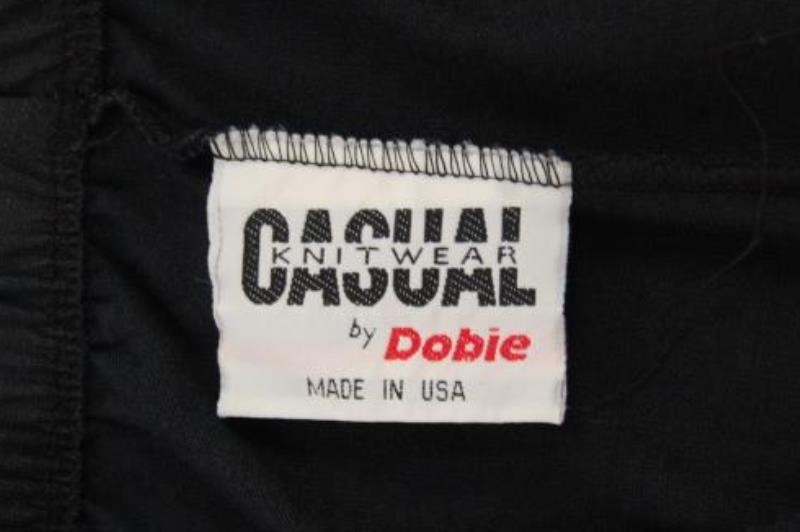 CASUAL
KNITWEAR
by Dobie
MADE IN USA